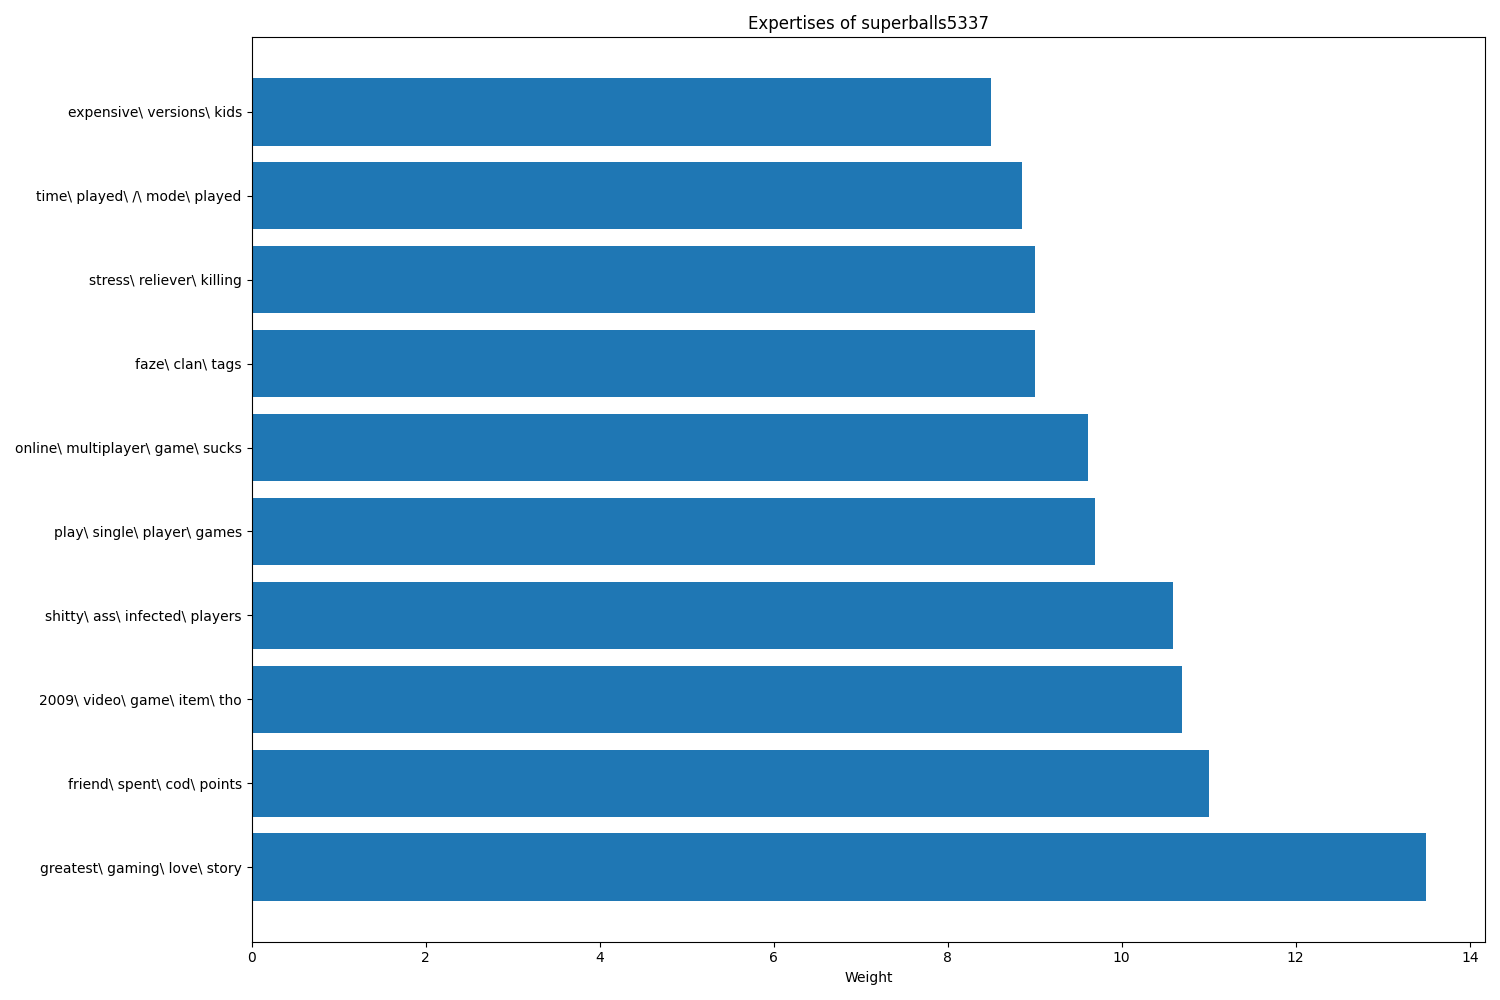 Expertises of superballs5337
expensive\ versions\ kids
time\ played\ /\ mode\ played
stress\ reliever\ killing
faze\ clan\ tags
online\ multiplayer\ game\ sucks
play\ single\ player\ games
shitty\ ass\ infected\ players
2009\ video\ game\ item\ tho
friend\ spent\ cod\ points
greatest\ gaming\ love\ story
0 2 4 6 8 10 12 14
Weight